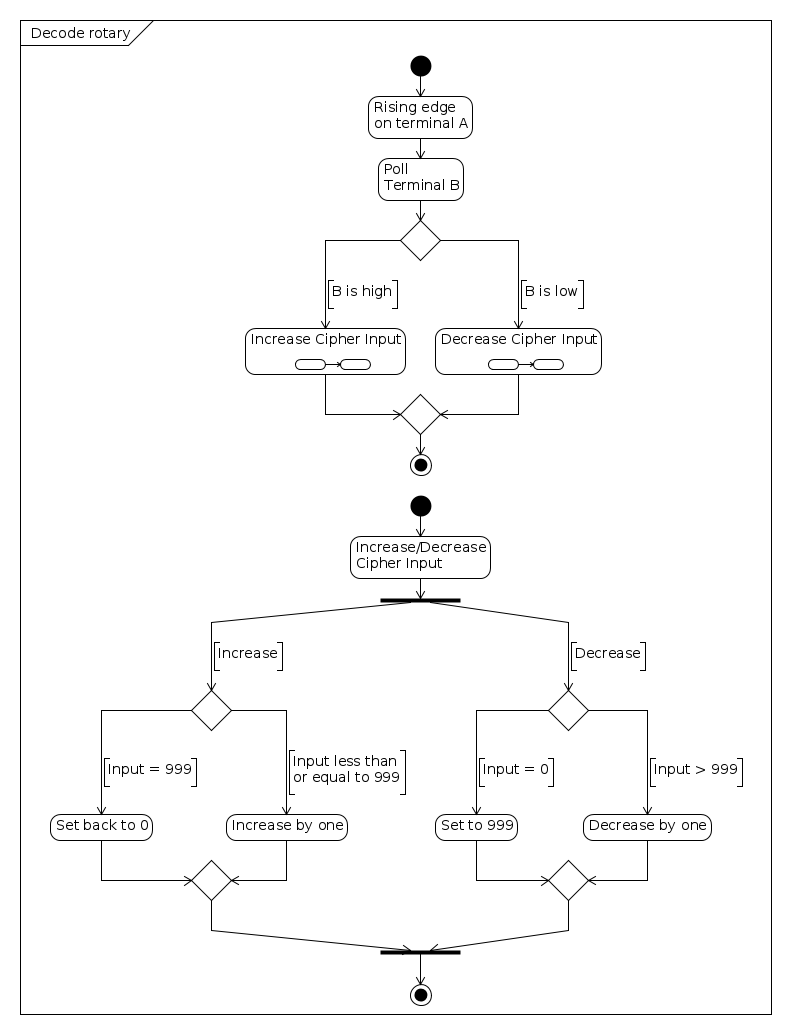 Decode rotary
Rising edge
on terminal A
Poll
Terminal B
[B is high]
[B is low]
Increase Cipher Input
Decrease Cipher Input
Increase/Decrease
Cipher Input
[Increase]
[Decrease]
[Input = 999]
[Input less than
or equal to 999]
[Input = 0]
[Input > 999]
Set back to 0
Increase by one
Set to 999
Decrease by one